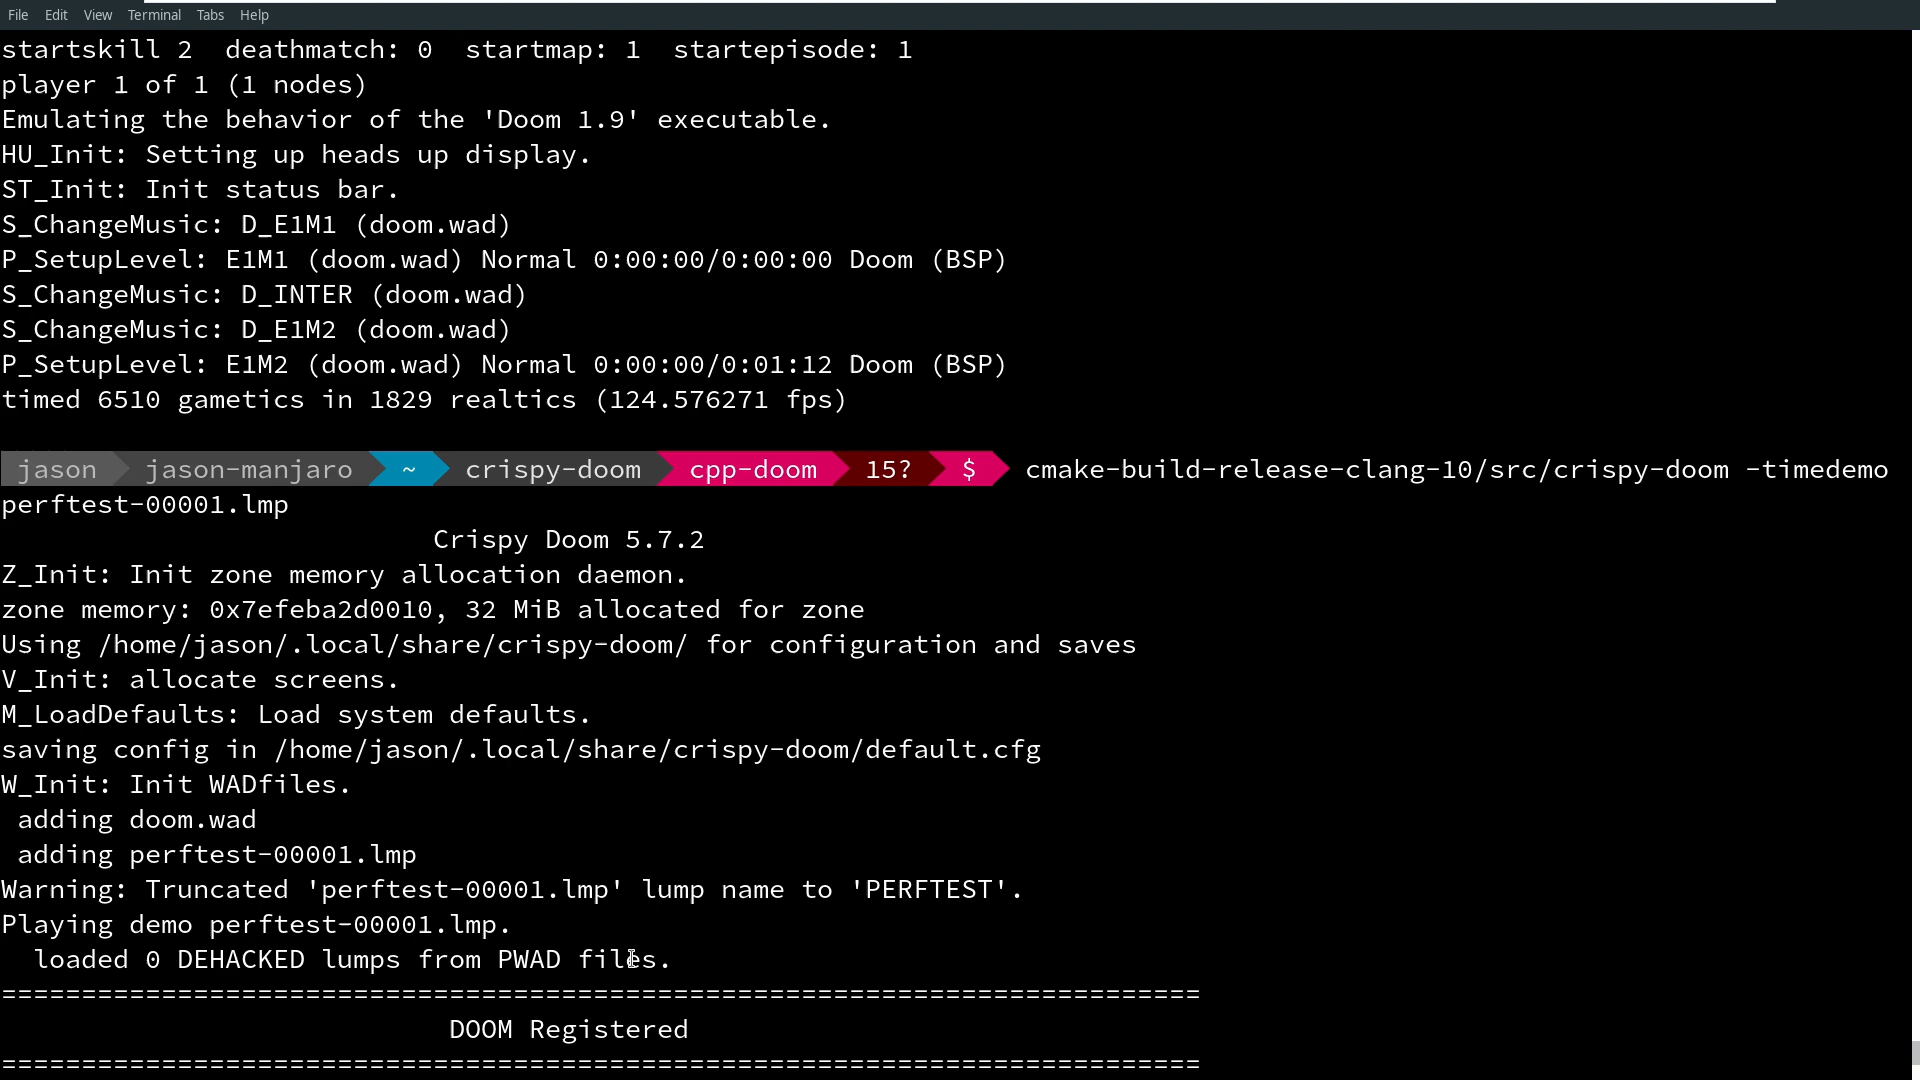 File Edit View Terminal Tabs Help
startskill 2  deathmatch: 0  startmap: 1  startepisode: 1
player 1 of 1 (1 nodes)
Emulating the behavior of the 'Doom 1.9' executable.
HU_Init: Setting up heads up display.
ST_Init: Init status bar.
S_ChangeMusic: D_E1M1 (doom.wad)
P_SetupLevel: E1M1 (doom.wad) Normal 0:00:00/0:00:00 Doom (BSP)
S_ChangeMusic: D_INTER (doom.wad)
S_ChangeMusic: D_E1M2 (doom.wad)
P_SetupLevel: E1M2 (doom.wad) Normal 0:00:00/0:01:12 Doom (BSP)
timed 6510 gametics in 1829 realtics (124.576271 fps)
jason jason-manjaro ~ crispy-doom cpp-doom 15? $ cmake-build-release-clang-10/src/crispy-doom -timedemo
perftest-00001.lmp
Crispy Doom 5.7.2
Z_Init: Init zone memory allocation daemon.
zone memory: 0x7efeba2d0010, 32 MiB allocated for zone
Using /home/jason/.local/share/crispy-doom/ for configuration and saves
V_Init: allocate screens.
M_LoadDefaults: Load system defaults.
saving config in /home/jason/.local/share/crispy-doom/default.cfg
W_Init: Init WADfiles.
adding doom.wad
adding perftest-00001.lmp
Warning: Truncated 'perftest-00001.lmp' lump name to 'PERFTEST'.
Playing demo perftest-00001.lmp.
loaded 0 DEHACKED lumps from PWAD files.
===========================================================================
DOOM Registered
===========================================================================